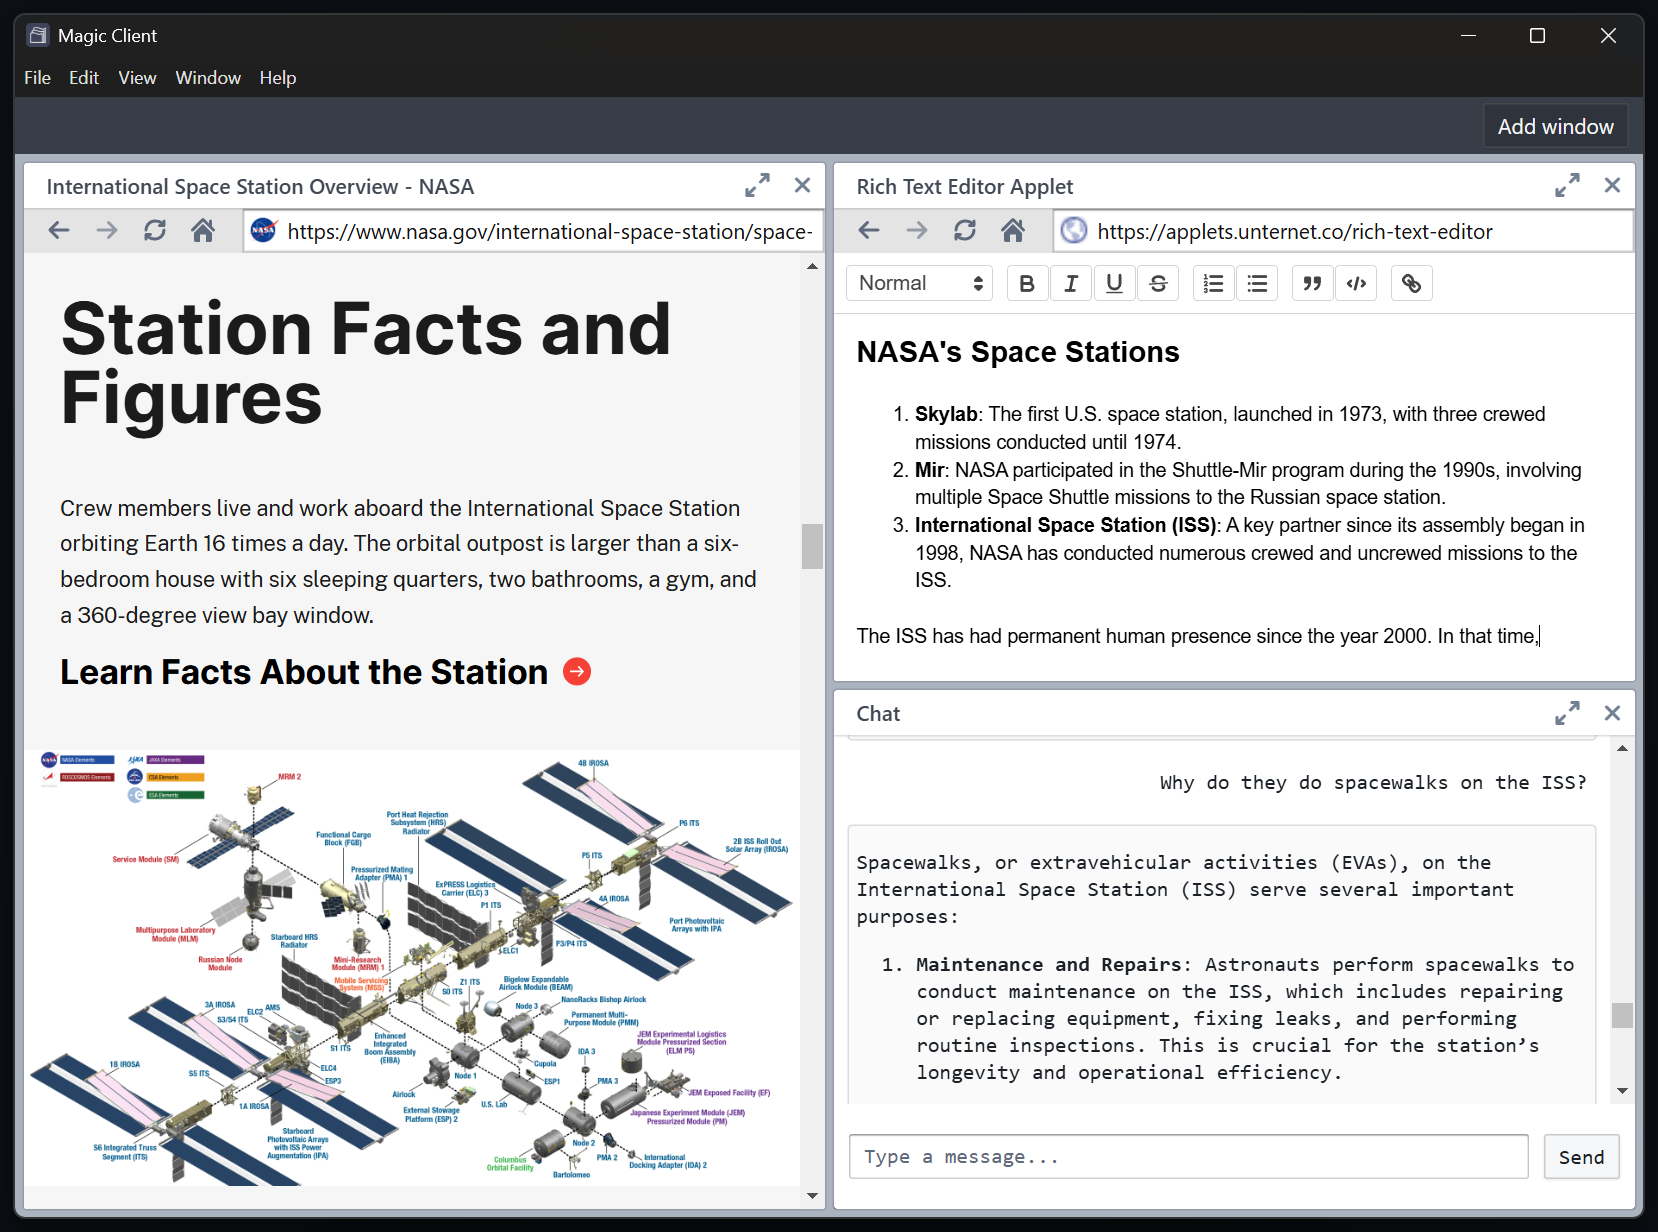 Magic Client
File Edit View Window Help
Add window
International Space Station Overview - NASA
https://www.nasa.gov/international-space-station/space-
Station Facts and
Figures
Crew members live and work aboard the International Space Station
orbiting Earth 16 times a day. The orbital outpost is larger than a six-
bedroom house with six sleeping quarters, two bathrooms, a gym, and
a 360-degree view bay window.
Learn Facts About the Station
NASA
NASA Elements
ROSCOSMOS Elements
JAXA
JAXA Elements
CSA Elements
esa
ESA Elements
MRM 2
Service Module (SM)
Functional Cargo
Block (FGB)
Port Heat Rejection
Subsystem (HRS)
Radiator
4B IROSA
P6 ITS
2B ISS Roll Out
Solar Array (IROSA)
Pressurized Mating
Adapter (PMA) 1
P5 ITS
ExPRESS Logistics
Carrier (ELC) 3
P1 ITS
4A IROSA
Port Photovoltaic
Arrays with IPA
Multipurpose Laboratory
Module (MLM)
Starboard HRS
Radiator
P3/P4 ITS
ELC1
Russian Node
Module
Mini-Research
Module (MRM) 1
Mobile Servicing
System (MSS)
S0 ITS
Z1 ITS
Bigelow Expandable
Airlock Module (BEAM)
NanoRacks Bishop Airlock
Node 3
Permanent Multi-
Purpose Module (PMM)
3A IROSA
S3/S4 ITS
ELC2
AMS
S1 ITS
Enhanced
Integrated
Boom Assembly
(EIBA)
JEM Experimental Logistics
Module Pressurized Section
(ELM PS)
Cupola
IDA 3
1B IROSA
S5 ITS
ELC4
ESP3
Node 1
ESP1
PMA 3
Airlock
U.S. Lab
JEM Exposed Facility (EF)
1A IROSA
External Stowage
Platform (ESP) 2
Japanese Experiment Module (JEM)
Pressurized Module (PM)
Starboard
Photovoltaic Arrays
with ISS Power
Augmentation (IPA)
S6 Integrated Truss
Segment (ITS)
Node 2
Columbus
Orbital Facility
PMA 2
International
Docking Adapter (IDA) 2
Bartolomeo
Rich Text Editor Applet
https://applets.unternet.co/rich-text-editor
Normal B I U S
NASA's Space Stations
1. Skylab: The first U.S. space station, launched in 1973, with three crewed
missions conducted until 1974.
2. Mir: NASA participated in the Shuttle-Mir program during the 1990s, involving
multiple Space Shuttle missions to the Russian space station.
3. International Space Station (ISS): A key partner since its assembly began in
1998, NASA has conducted numerous crewed and uncrewed missions to the
ISS.
The ISS has had permanent human presence since the year 2000. In that time,
Chat
Why do they do spacewalks on the ISS?
Spacewalks, or extravehicular activities (EVAs), on the
International Space Station (ISS) serve several important
purposes:
1. Maintenance and Repairs: Astronauts perform spacewalks to
conduct maintenance on the ISS, which includes repairing
or replacing equipment, fixing leaks, and performing
routine inspections. This is crucial for the station’s
longevity and operational efficiency.
Type a message...
Send